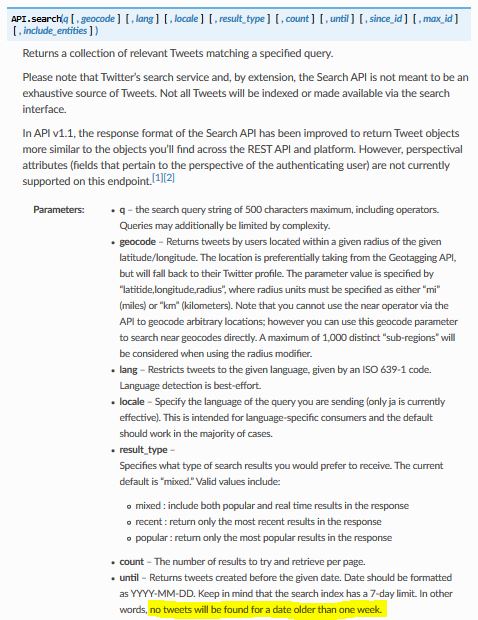 API.search(q [ , geocode ] [ , lang ] [ , locale ] [ , result_type ] [ , count ] [ , until ] [ , since_id ] [ , max_id ]
[ , include_entities ] )
Returns a collection of relevant Tweets matching a specified query.
Please note that Twitter's search service and, by extension, the Search API is not meant to be an
exhaustive source of Tweets. Not all Tweets will be indexed or made available via the search
interface.
In API v1.1, the response format of the Search API has been improved to return Tweet objects
more similar to the objects you'll find across the REST API and platform. However, perspectival
attributes (fields that pertain to the perspective of the authenticating user) are not currently
supported on this endpoint.[1][2]
Parameters: • q – the search query string of 500 characters maximum, including operators.
Queries may additionally be limited by complexity.
• geocode – Returns tweets by users located within a given radius of the given
latitude/longitude. The location is preferentially taking from the Geotagging API,
but will fall back to their Twitter profile. The parameter value is specified by
“latitide,longitude,radius”, where radius units must be specified as either “mi”
(miles) or “km” (kilometers). Note that you cannot use the near operator via the
API to geocode arbitrary locations; however you can use this geocode parameter
to search near geocodes directly. A maximum of 1,000 distinct “sub-regions” will
be considered when using the radius modifier.
• lang – Restricts tweets to the given language, given by an ISO 639-1 code.
Language detection is best-effort.
• locale – Specify the language of the query you are sending (only ja is currently
effective). This is intended for language-specific consumers and the default
should work in the majority of cases.
• result_type –
Specifies what type of search results you would prefer to receive. The current
default is “mixed.” Valid values include:
○ mixed : include both popular and real time results in the response
○ recent : return only the most recent results in the response
○ popular : return only the most popular results in the response
• count – The number of results to try and retrieve per page.
• until – Returns tweets created before the given date. Date should be formatted
as YYYY-MM-DD. Keep in mind that the search index has a 7-day limit. In other
words, no tweets will be found for a date older than one week.